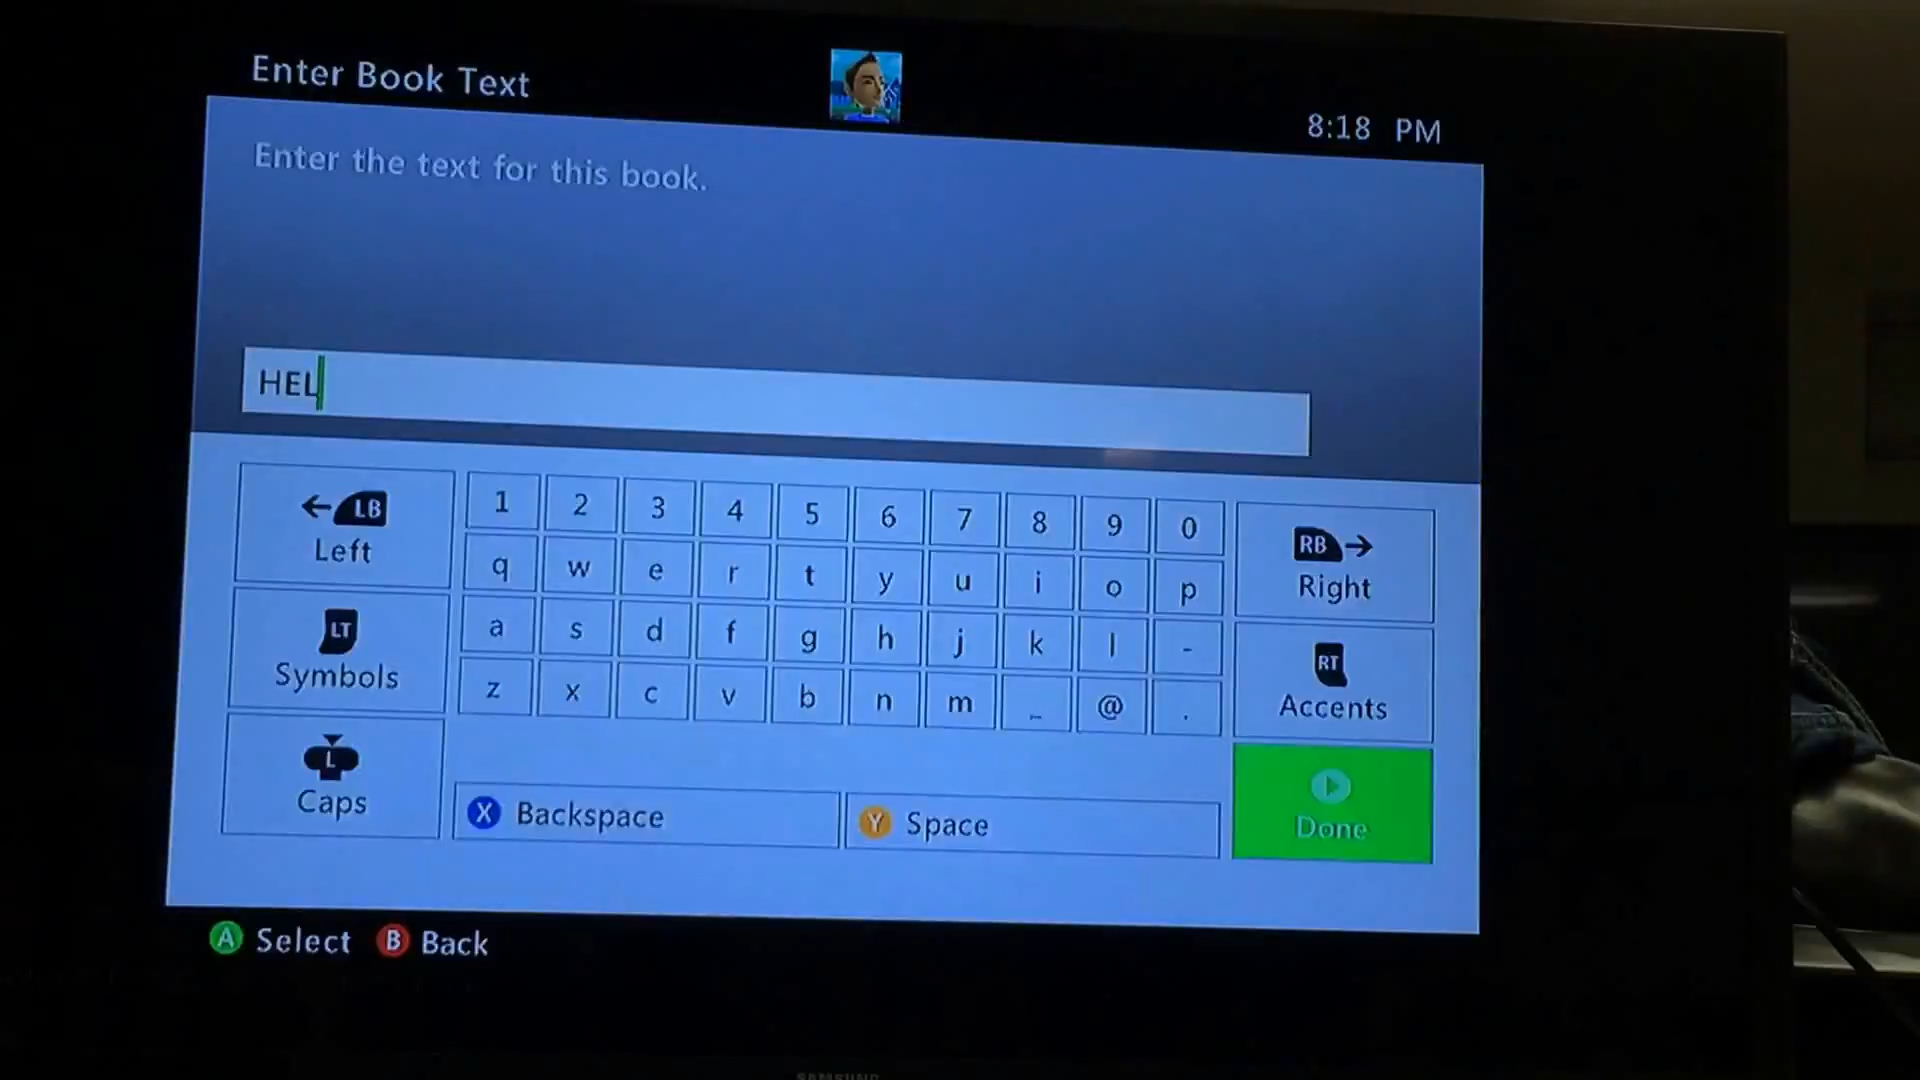 Enter Book Text
8:18 PM
Enter the text for this book.
HEL
LB
Left
1 2 3 4 5 6 7 8 9 0
RB
Right
q w e r t y u i o p
LT
Symbols
a s d f g h j k l -
RT
Accents
z x c v b n m _ @ .
L
Caps
X Backspace
Y Space
Done
A Select B Back
SAMSUNG